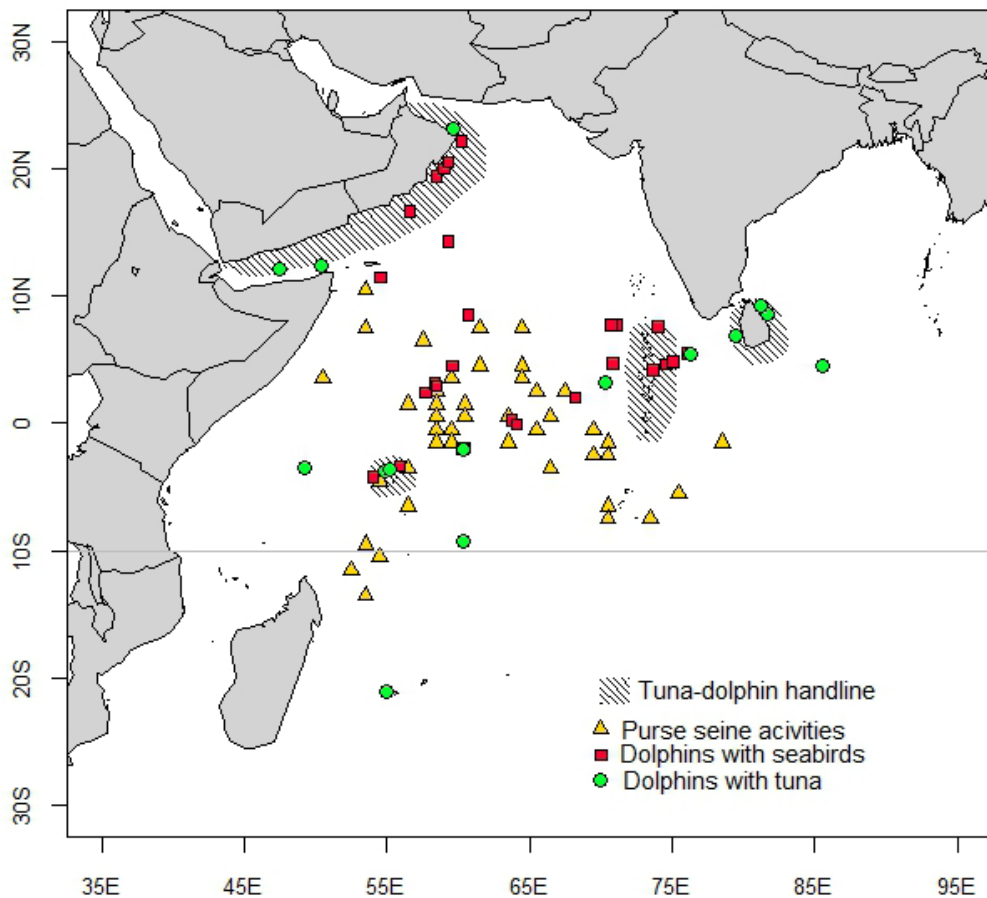 30N
20N
10N
0
10S
20S
30S
Tuna-dolphin handline
Purse seine acivities
Dolphins with seabirds
Dolphins with tuna
35E 45E 55E 65E 75E 85E 95E